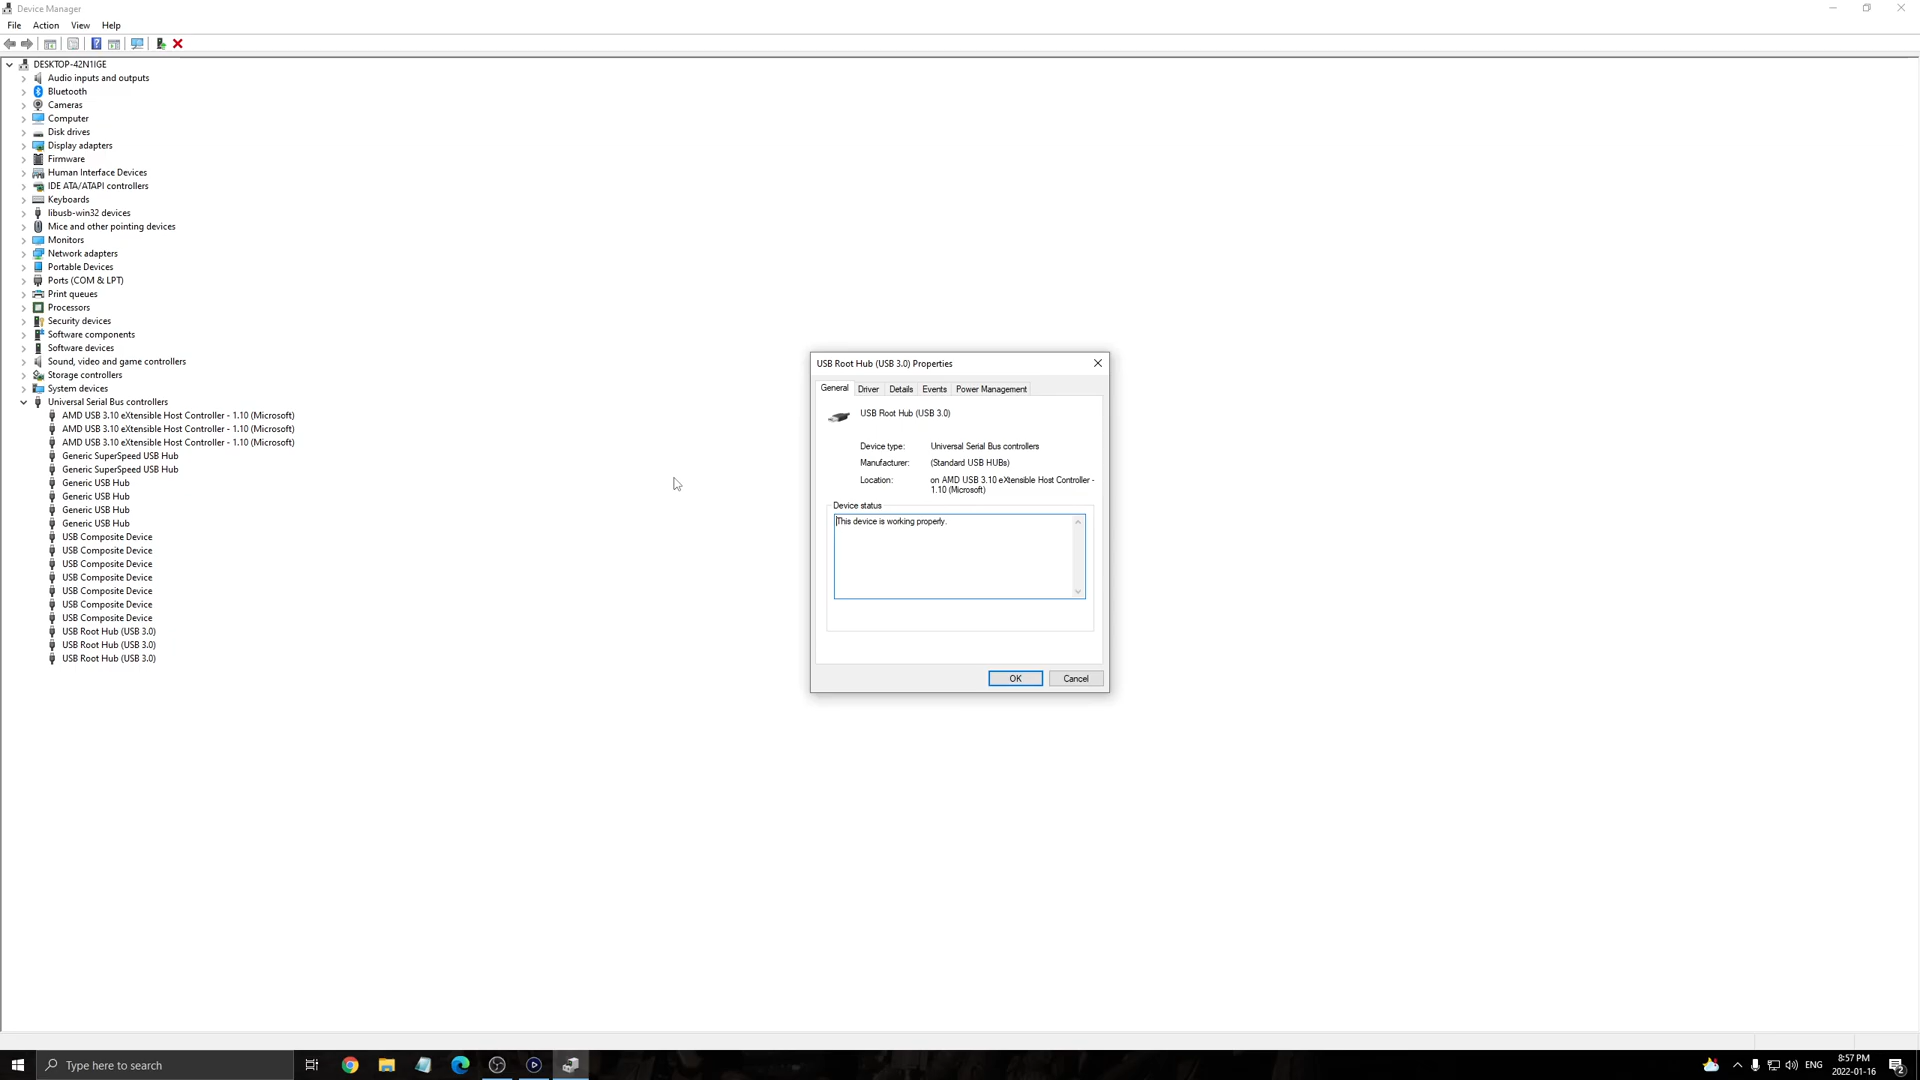 Device Manager
File Action View Help
DESKTOP-42N1IGE
Audio inputs and outputs
Bluetooth
Cameras
Computer
Disk drives
Display adapters
Firmware
Human Interface Devices
IDE ATA/ATAPI controllers
Keyboards
libusb-win32 devices
Mice and other pointing devices
Monitors
Network adapters
Portable Devices
Ports (COM & LPT)
Print queues
Processors
Security devices
Software components
Software devices
Sound, video and game controllers
Storage controllers
System devices
Universal Serial Bus controllers
AMD USB 3.10 eXtensible Host Controller - 1.10 (Microsoft)
AMD USB 3.10 eXtensible Host Controller - 1.10 (Microsoft)
AMD USB 3.10 eXtensible Host Controller - 1.10 (Microsoft)
Generic SuperSpeed USB Hub
Generic SuperSpeed USB Hub
Generic USB Hub
Generic USB Hub
Generic USB Hub
Generic USB Hub
USB Composite Device
USB Composite Device
USB Composite Device
USB Composite Device
USB Composite Device
USB Composite Device
USB Composite Device
USB Root Hub (USB 3.0)
USB Root Hub (USB 3.0)
USB Root Hub (USB 3.0)
USB Root Hub (USB 3.0) Properties
General Driver Details Events Power Management
USB Root Hub (USB 3.0)
Device type: Universal Serial Bus controllers
Manufacturer: (Standard USB HUBs)
Location: on AMD USB 3.10 eXtensible Host Controller -
1.10 (Microsoft)
Device status
This device is working properly.
OK Cancel
Type here to search
ENG
8:57 PM
2022-01-16
2